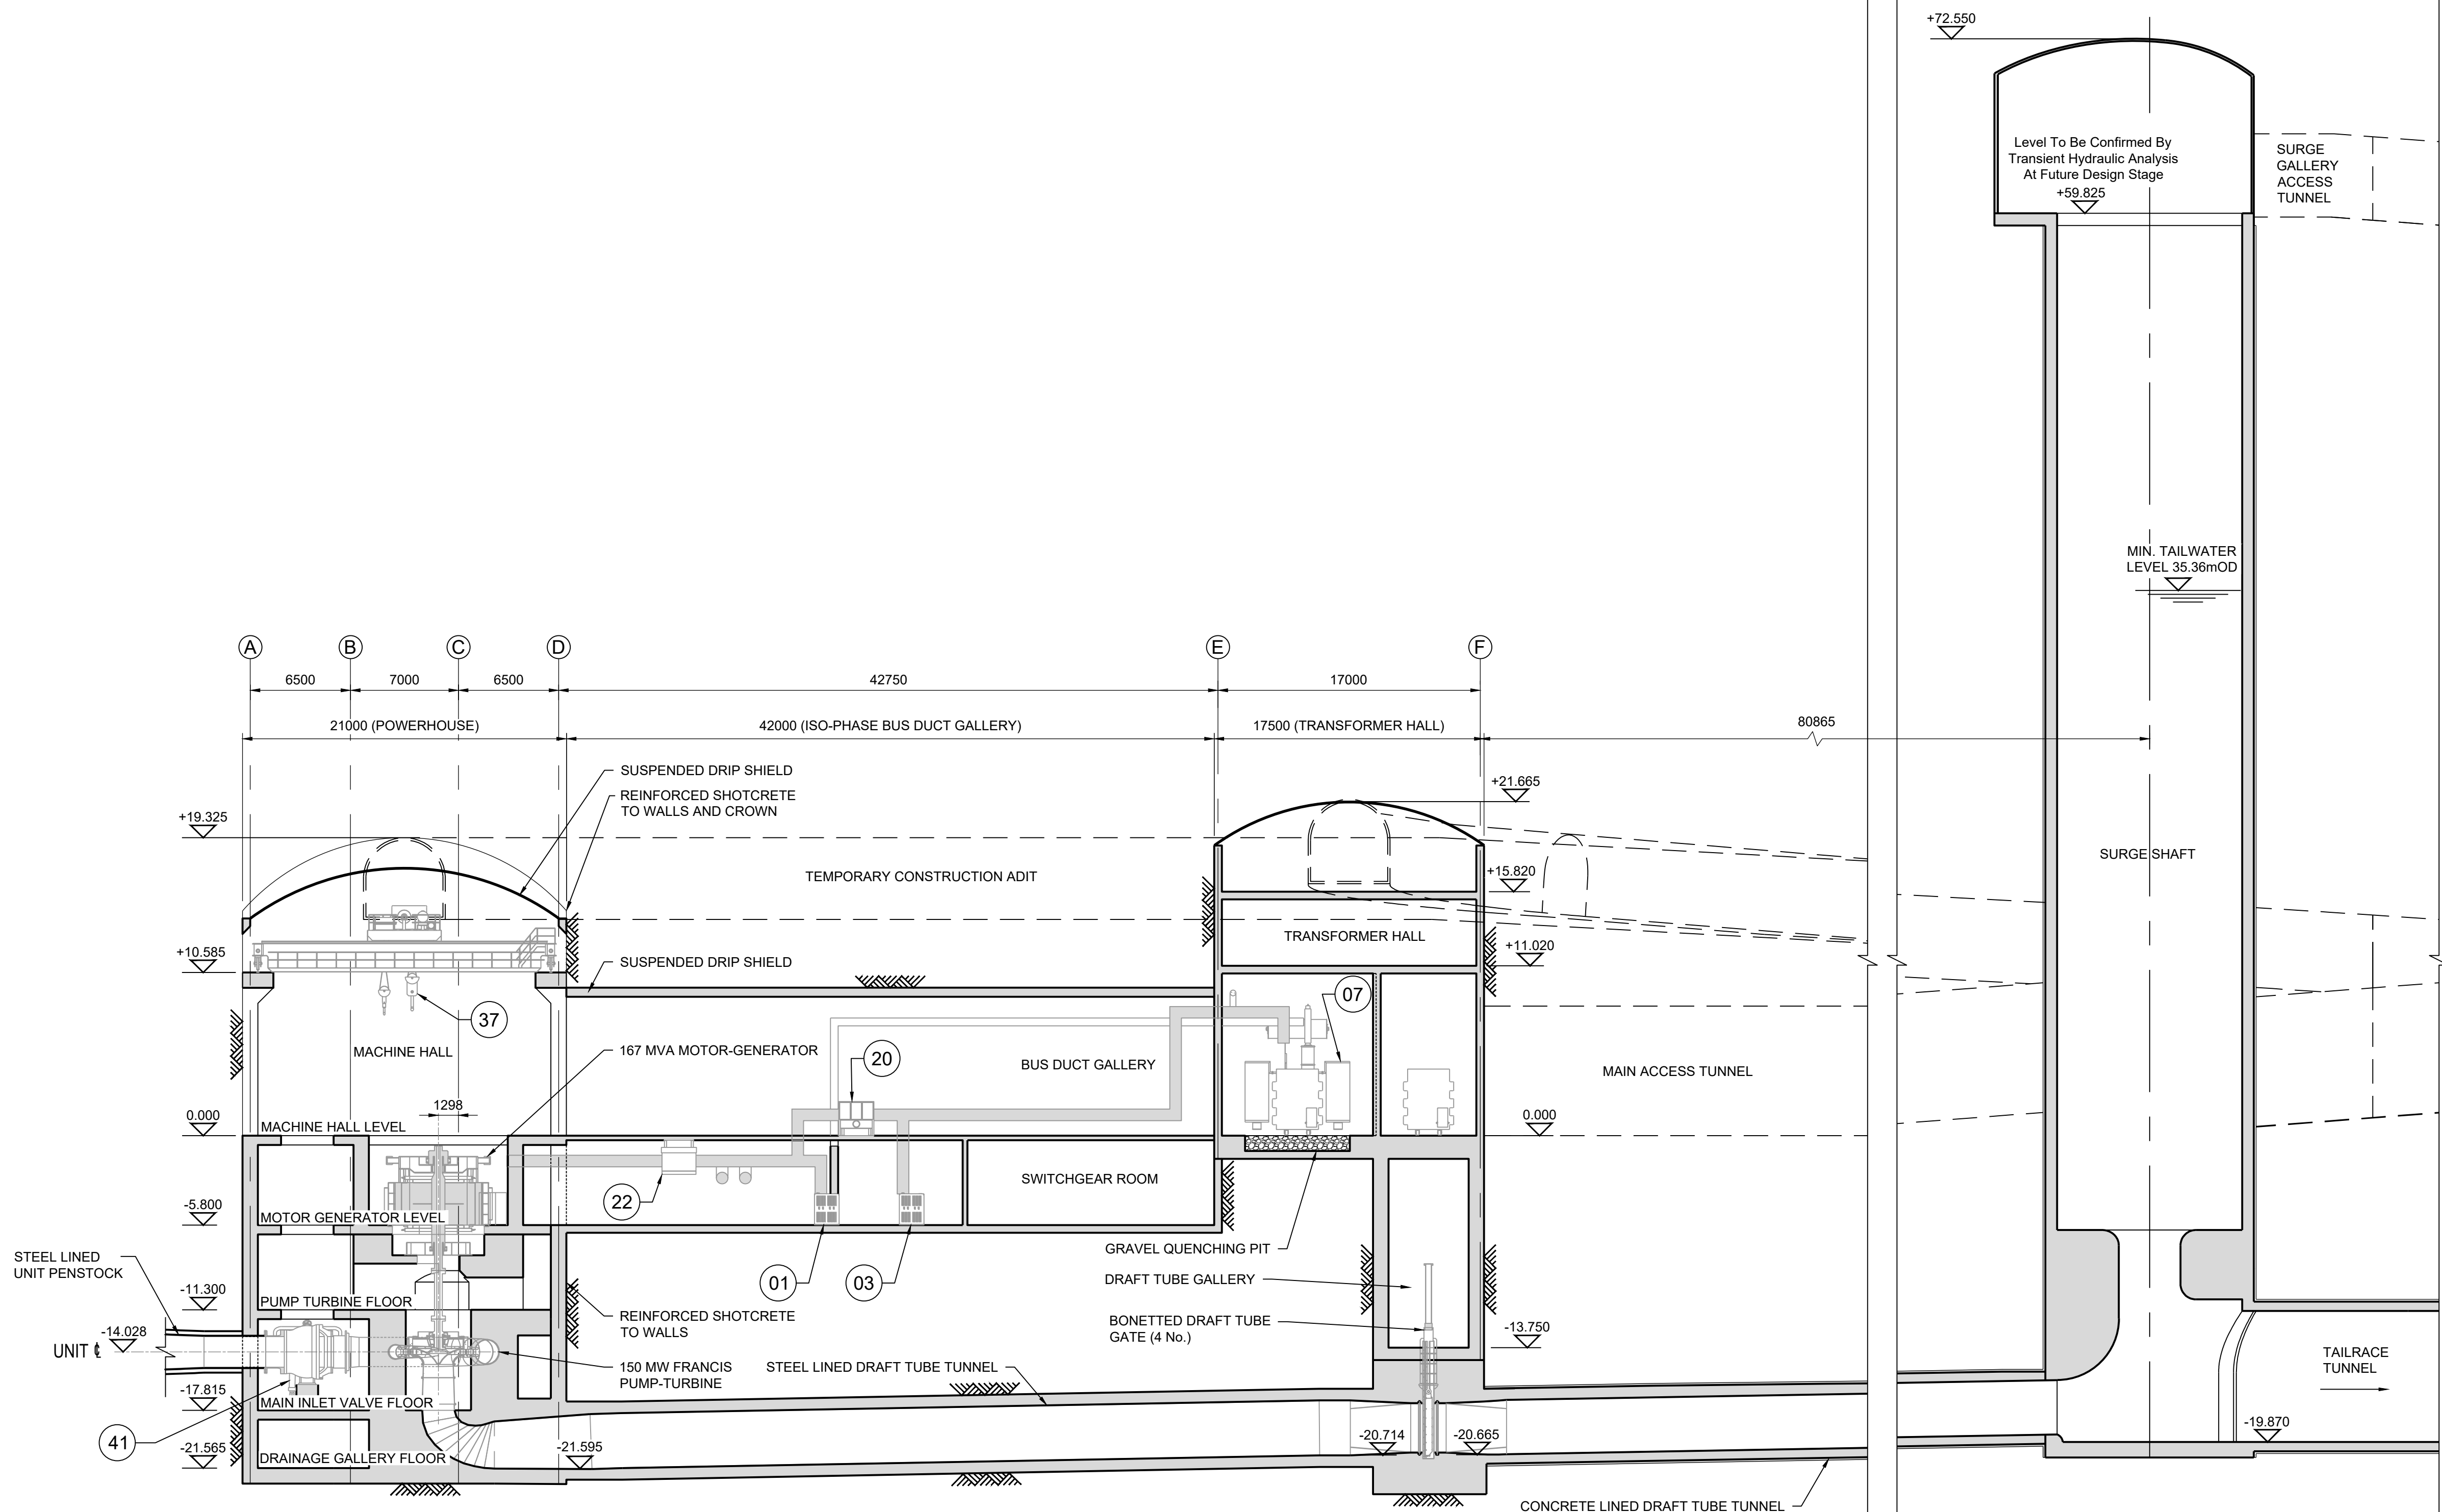 +72.550
Level To Be Confirmed By
Transient Hydraulic Analysis
At Future Design Stage
+59.825
SURGE
GALLERY
ACCESS
TUNNEL
MIN. TAILWATER
LEVEL 35.36mOD
A
B
C
D
E
F
6500
7000
6500
42750
17000
21000 (POWERHOUSE)
42000 (ISO-PHASE BUS DUCT GALLERY)
17500 (TRANSFORMER HALL)
80865
SUSPENDED DRIP SHIELD
REINFORCED SHOTCRETE
TO WALLS AND CROWN
+21.665
+19.325
SURGE SHAFT
TEMPORARY CONSTRUCTION ADIT
+15.820
TRANSFORMER HALL
+11.020
+10.585
SUSPENDED DRIP SHIELD
07
37
MACHINE HALL
167 MVA MOTOR-GENERATOR
20
BUS DUCT GALLERY
MAIN ACCESS TUNNEL
1298
0.000
MACHINE HALL LEVEL
0.000
SWITCHGEAR ROOM
22
-5.800
MOTOR GENERATOR LEVEL
STEEL LINED
UNIT PENSTOCK
GRAVEL QUENCHING PIT
01
03
DRAFT TUBE GALLERY
-11.300
PUMP TURBINE FLOOR
REINFORCED SHOTCRETE
TO WALLS
BONETTED DRAFT TUBE
GATE (4 No.)
-13.750
UNIT ℄
-14.028
150 MW FRANCIS
PUMP-TURBINE
STEEL LINED DRAFT TUBE TUNNEL
TAILRACE
TUNNEL
-17.815
MAIN INLET VALVE FLOOR
41
-21.565
DRAINAGE GALLERY FLOOR
-21.595
-20.714
-20.665
-19.870
CONCRETE LINED DRAFT TUBE TUNNEL